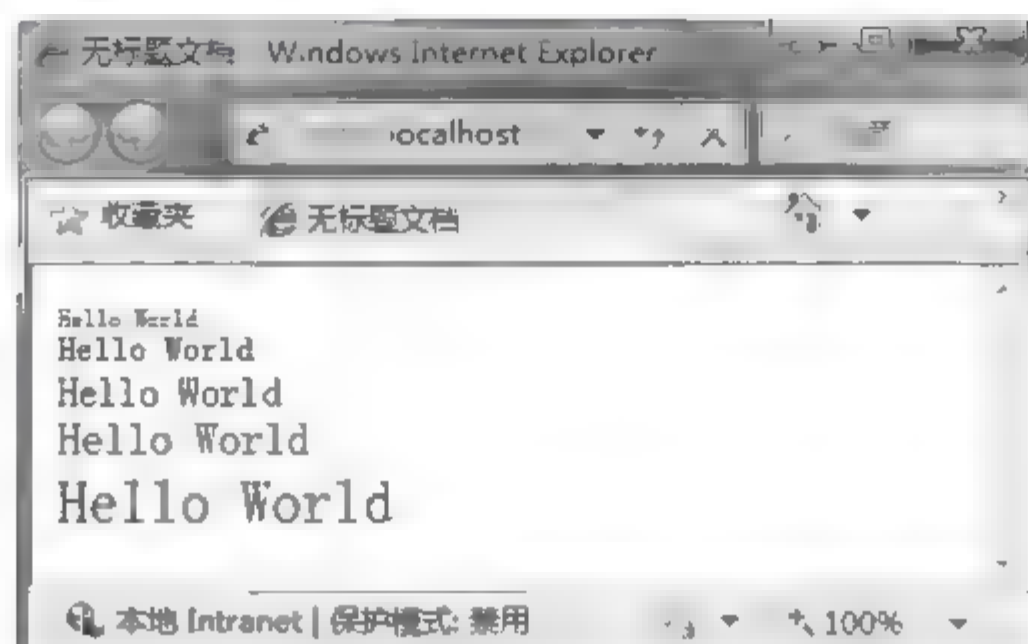 无标题文档 Windows Internet Explorer
localhost
收藏夹 无标题文档
Hello World
Hello World
Hello World
Hello World
Hello World
本地 Intranet | 保护模式: 禁用 100%